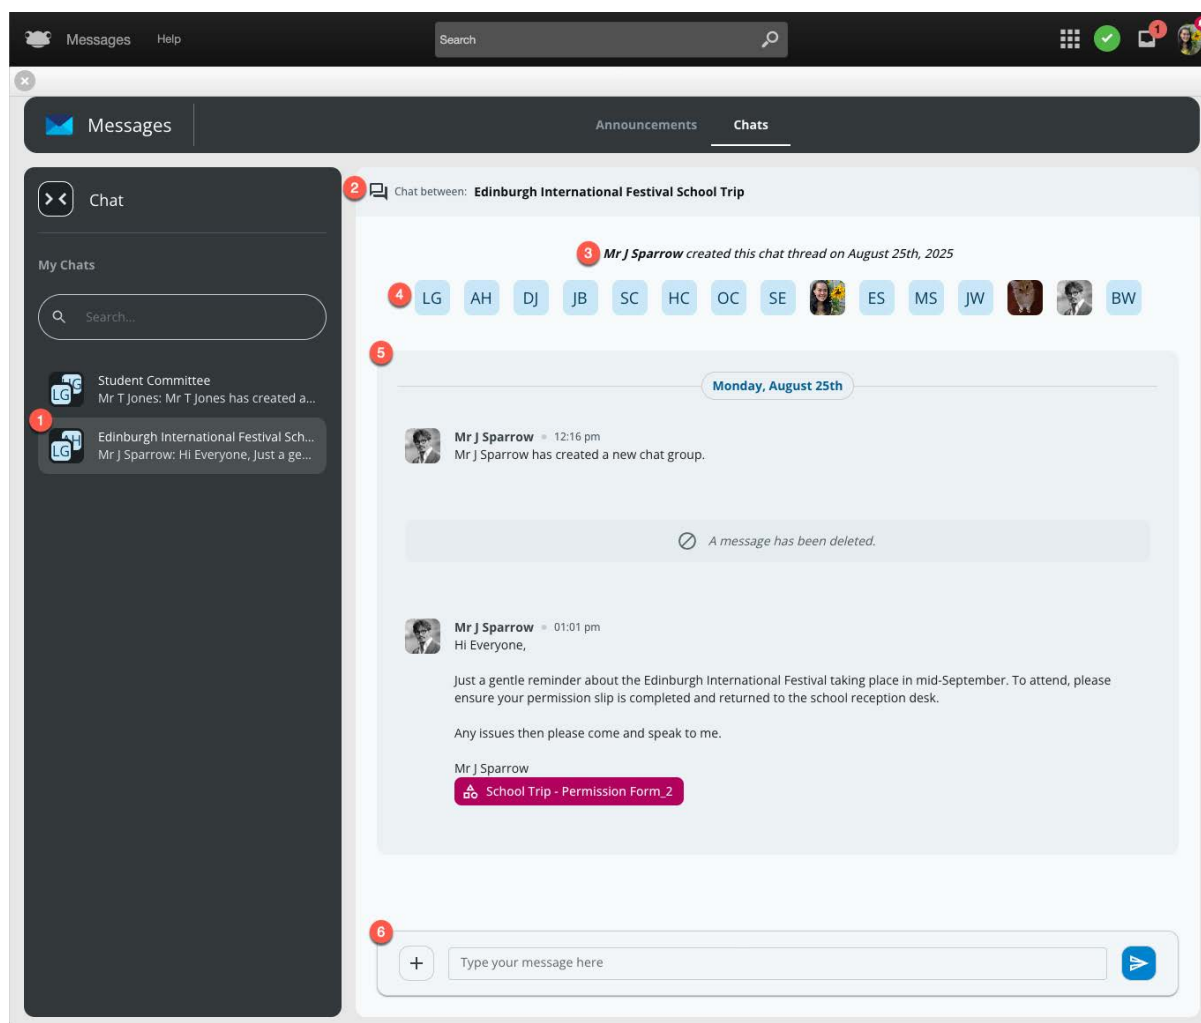 Messages Help Search 1
Messages Announcements Chats
Chat
My Chats
Search...
Student Committee
LG Mr T Jones: Mr T Jones has created a...
1
Edinburgh International Festival Sch...
LG AH Mr J Sparrow: Hi Everyone, Just a ge...
2 Chat between: Edinburgh International Festival School Trip
3 Mr J Sparrow created this chat thread on August 25th, 2025
4 LG AH DJ JB SC HC OC SE ES MS JW BW
5
Monday, August 25th
Mr J Sparrow 12:16 pm
Mr J Sparrow has created a new chat group.
A message has been deleted.
Mr J Sparrow 01:01 pm
Hi Everyone,
Just a gentle reminder about the Edinburgh International Festival taking place in mid-September. To attend, please
ensure your permission slip is completed and returned to the school reception desk.
Any issues then please come and speak to me.
Mr J Sparrow
School Trip - Permission Form_2
6
Type your message here